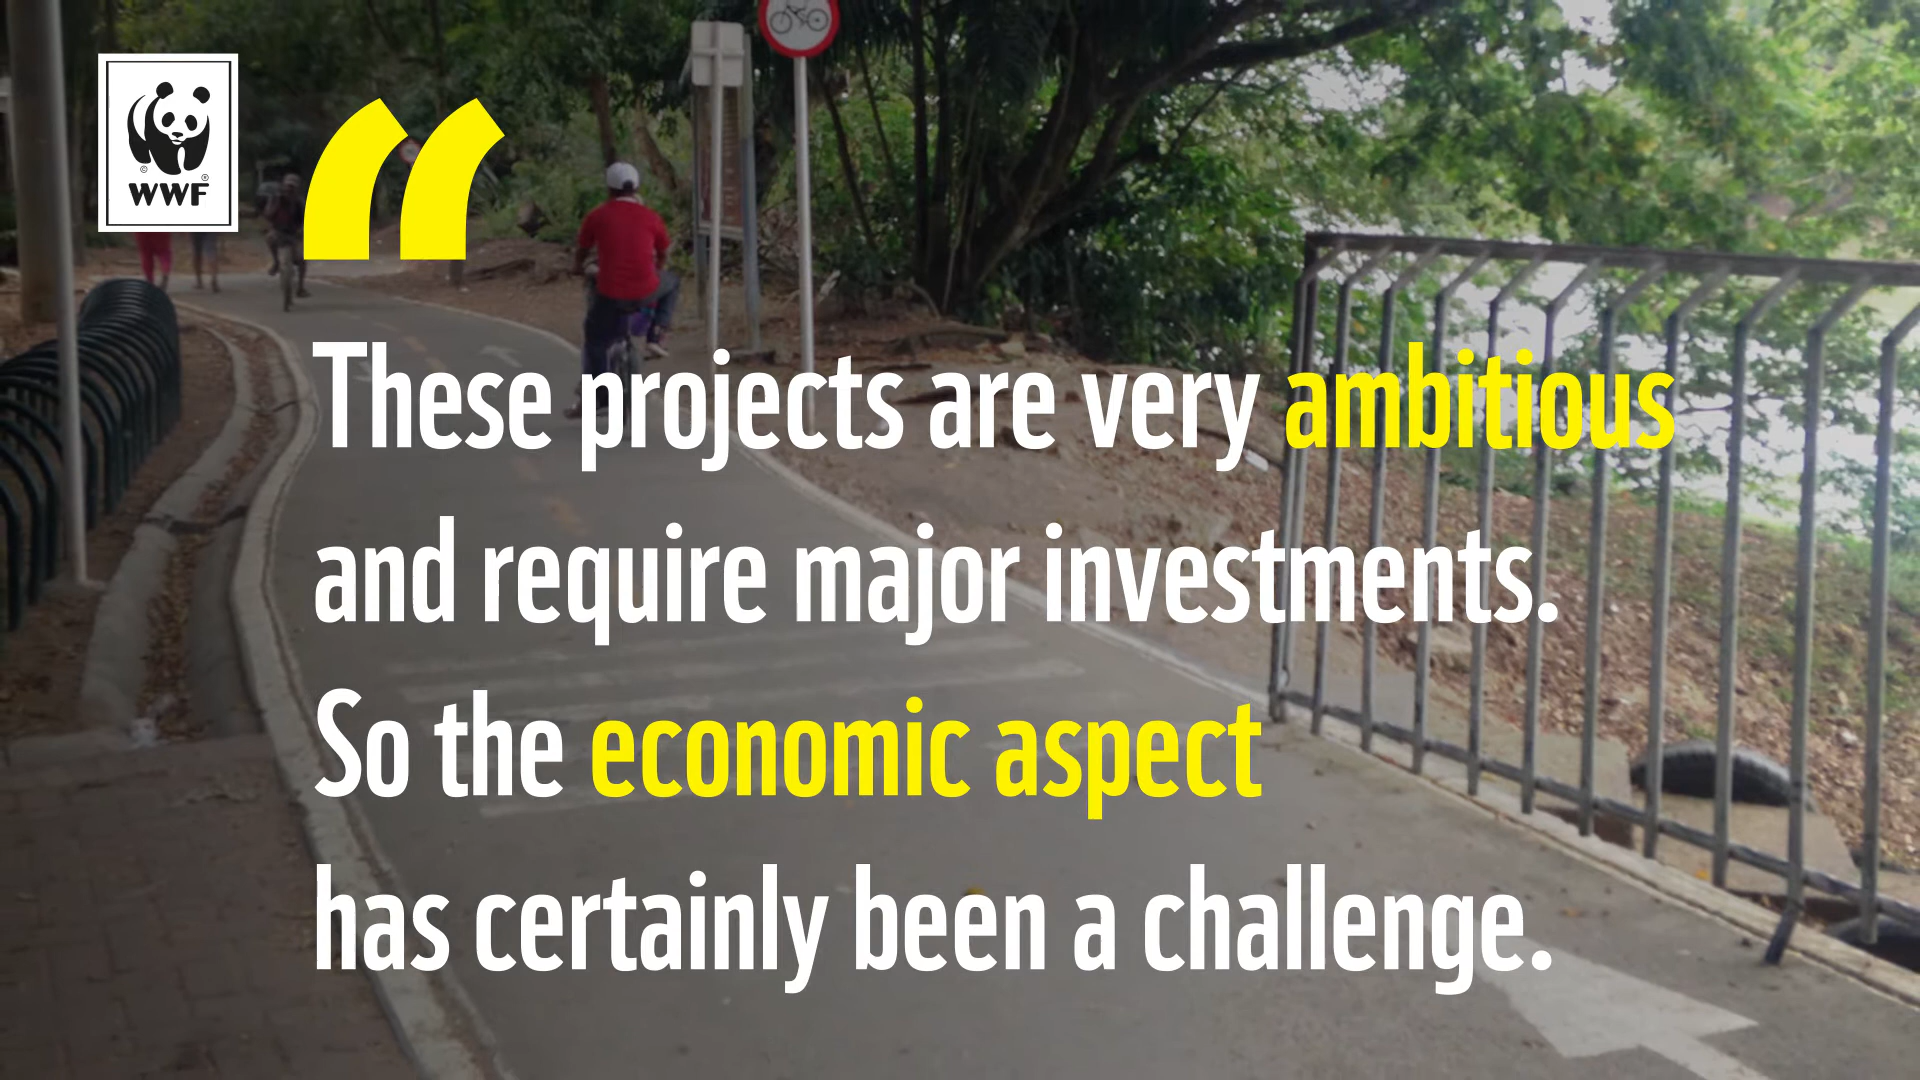 WWF
“
These projects are very ambitious
and require major investments.
So the economic aspect
has certainly been a challenge.